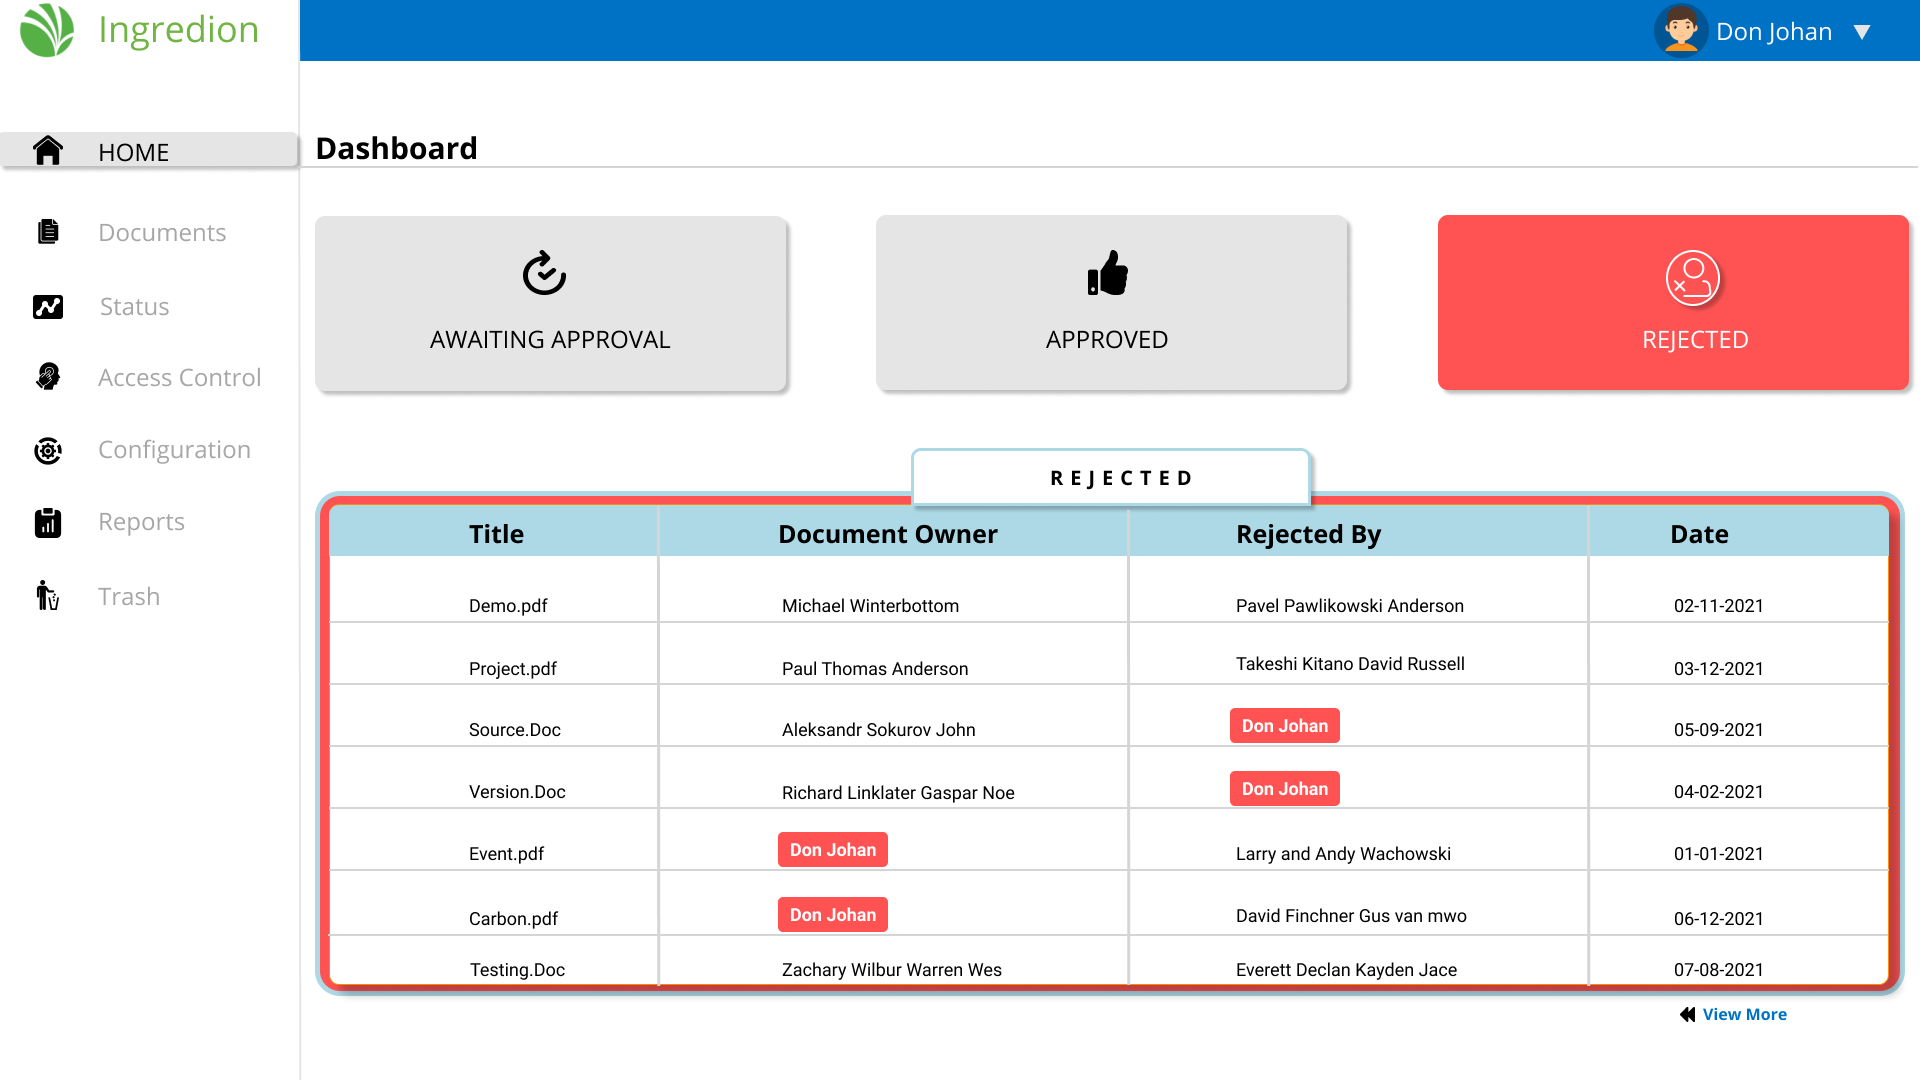 Ingredion
Don Johan
HOME
Documents
Status
Access Control
Configuration
Reports
Trash
Dashboard
AWAITING APPROVAL
APPROVED
REJECTED
REJECTED
Title Document Owner Rejected By Date
Demo.pdf Michael Winterbottom Pavel Pawlikowski Anderson 02-11-2021
Project.pdf Paul Thomas Anderson Takeshi Kitano David Russell 03-12-2021
Source.Doc Aleksandr Sokurov John Don Johan 05-09-2021
Version.Doc Richard Linklater Gaspar Noe Don Johan 04-02-2021
Event.pdf Don Johan Larry and Andy Wachowski 01-01-2021
Carbon.pdf Don Johan David Finchner Gus van mwo 06-12-2021
Testing.Doc Zachary Wilbur Warren Wes Everett Declan Kayden Jace 07-08-2021
View More